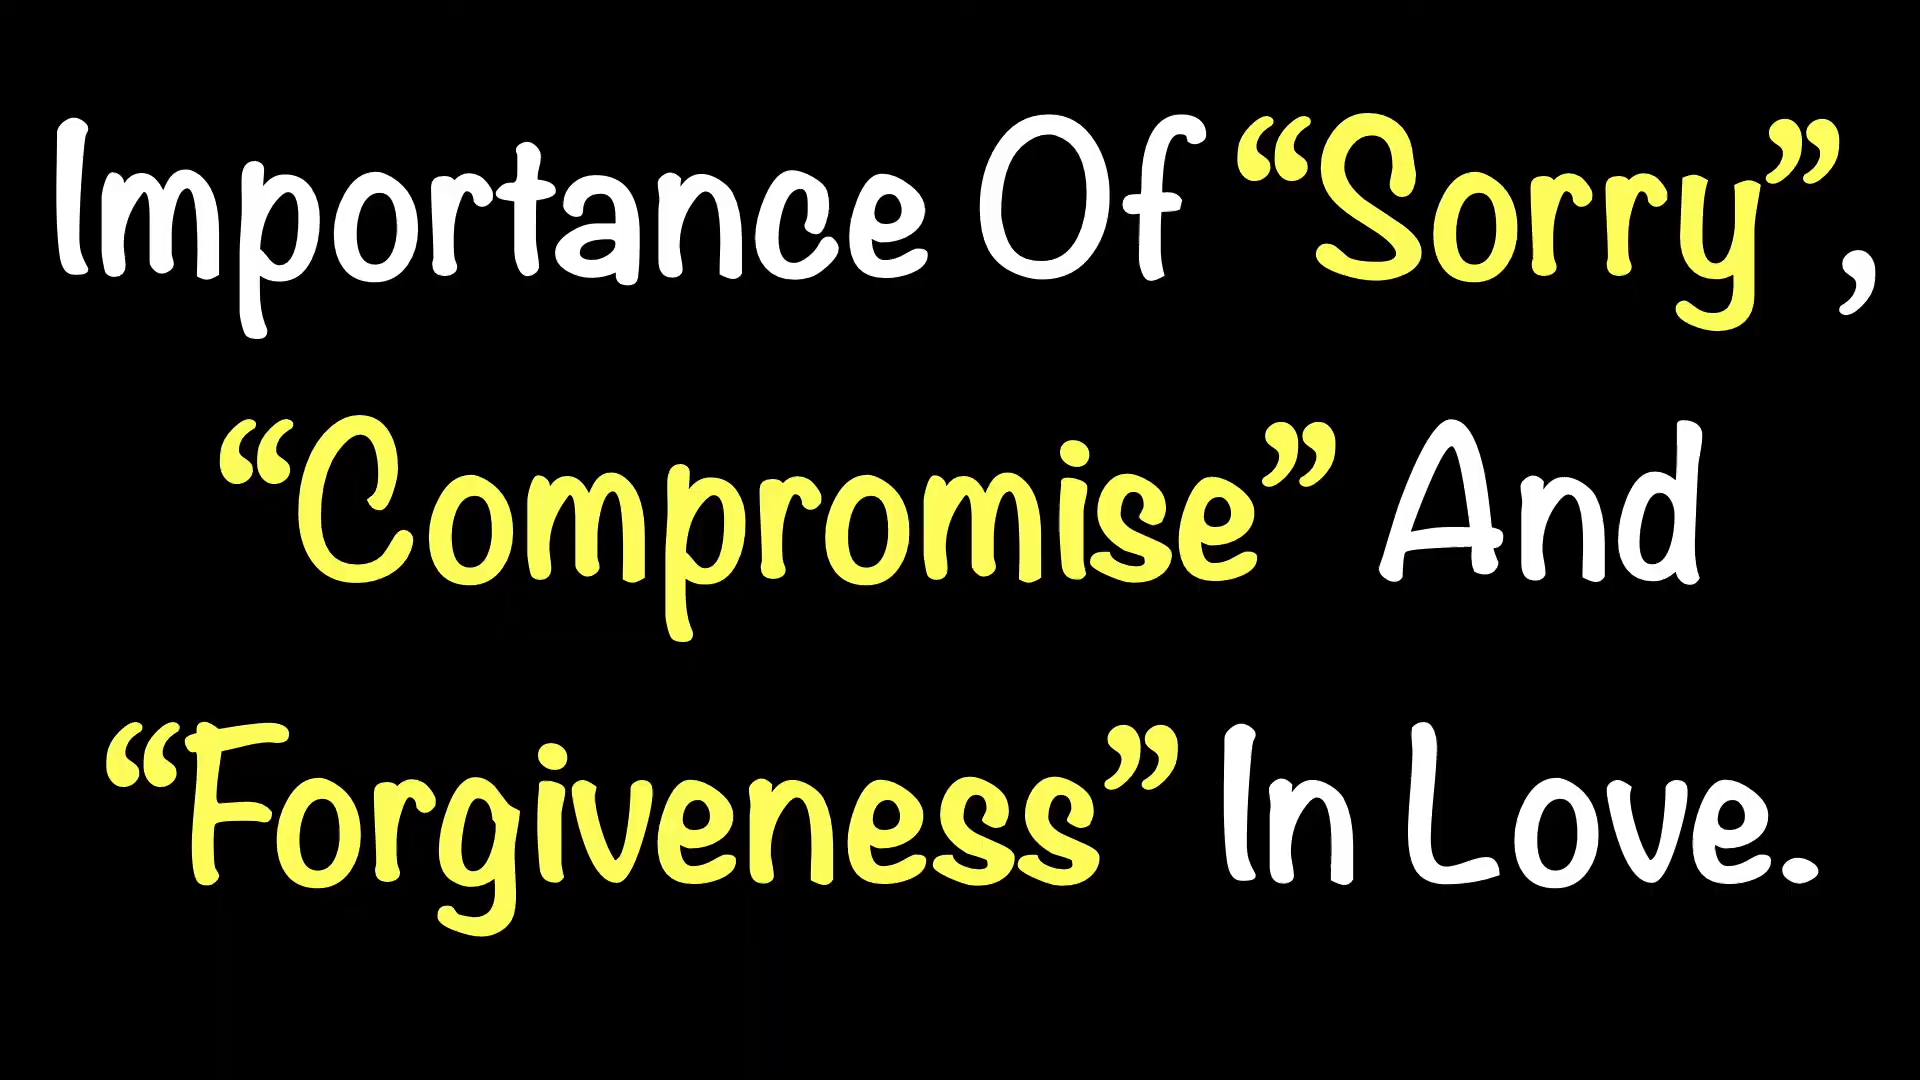 Importance Of “Sorry”,
“Compromise” And
“Forgiveness” In Love.